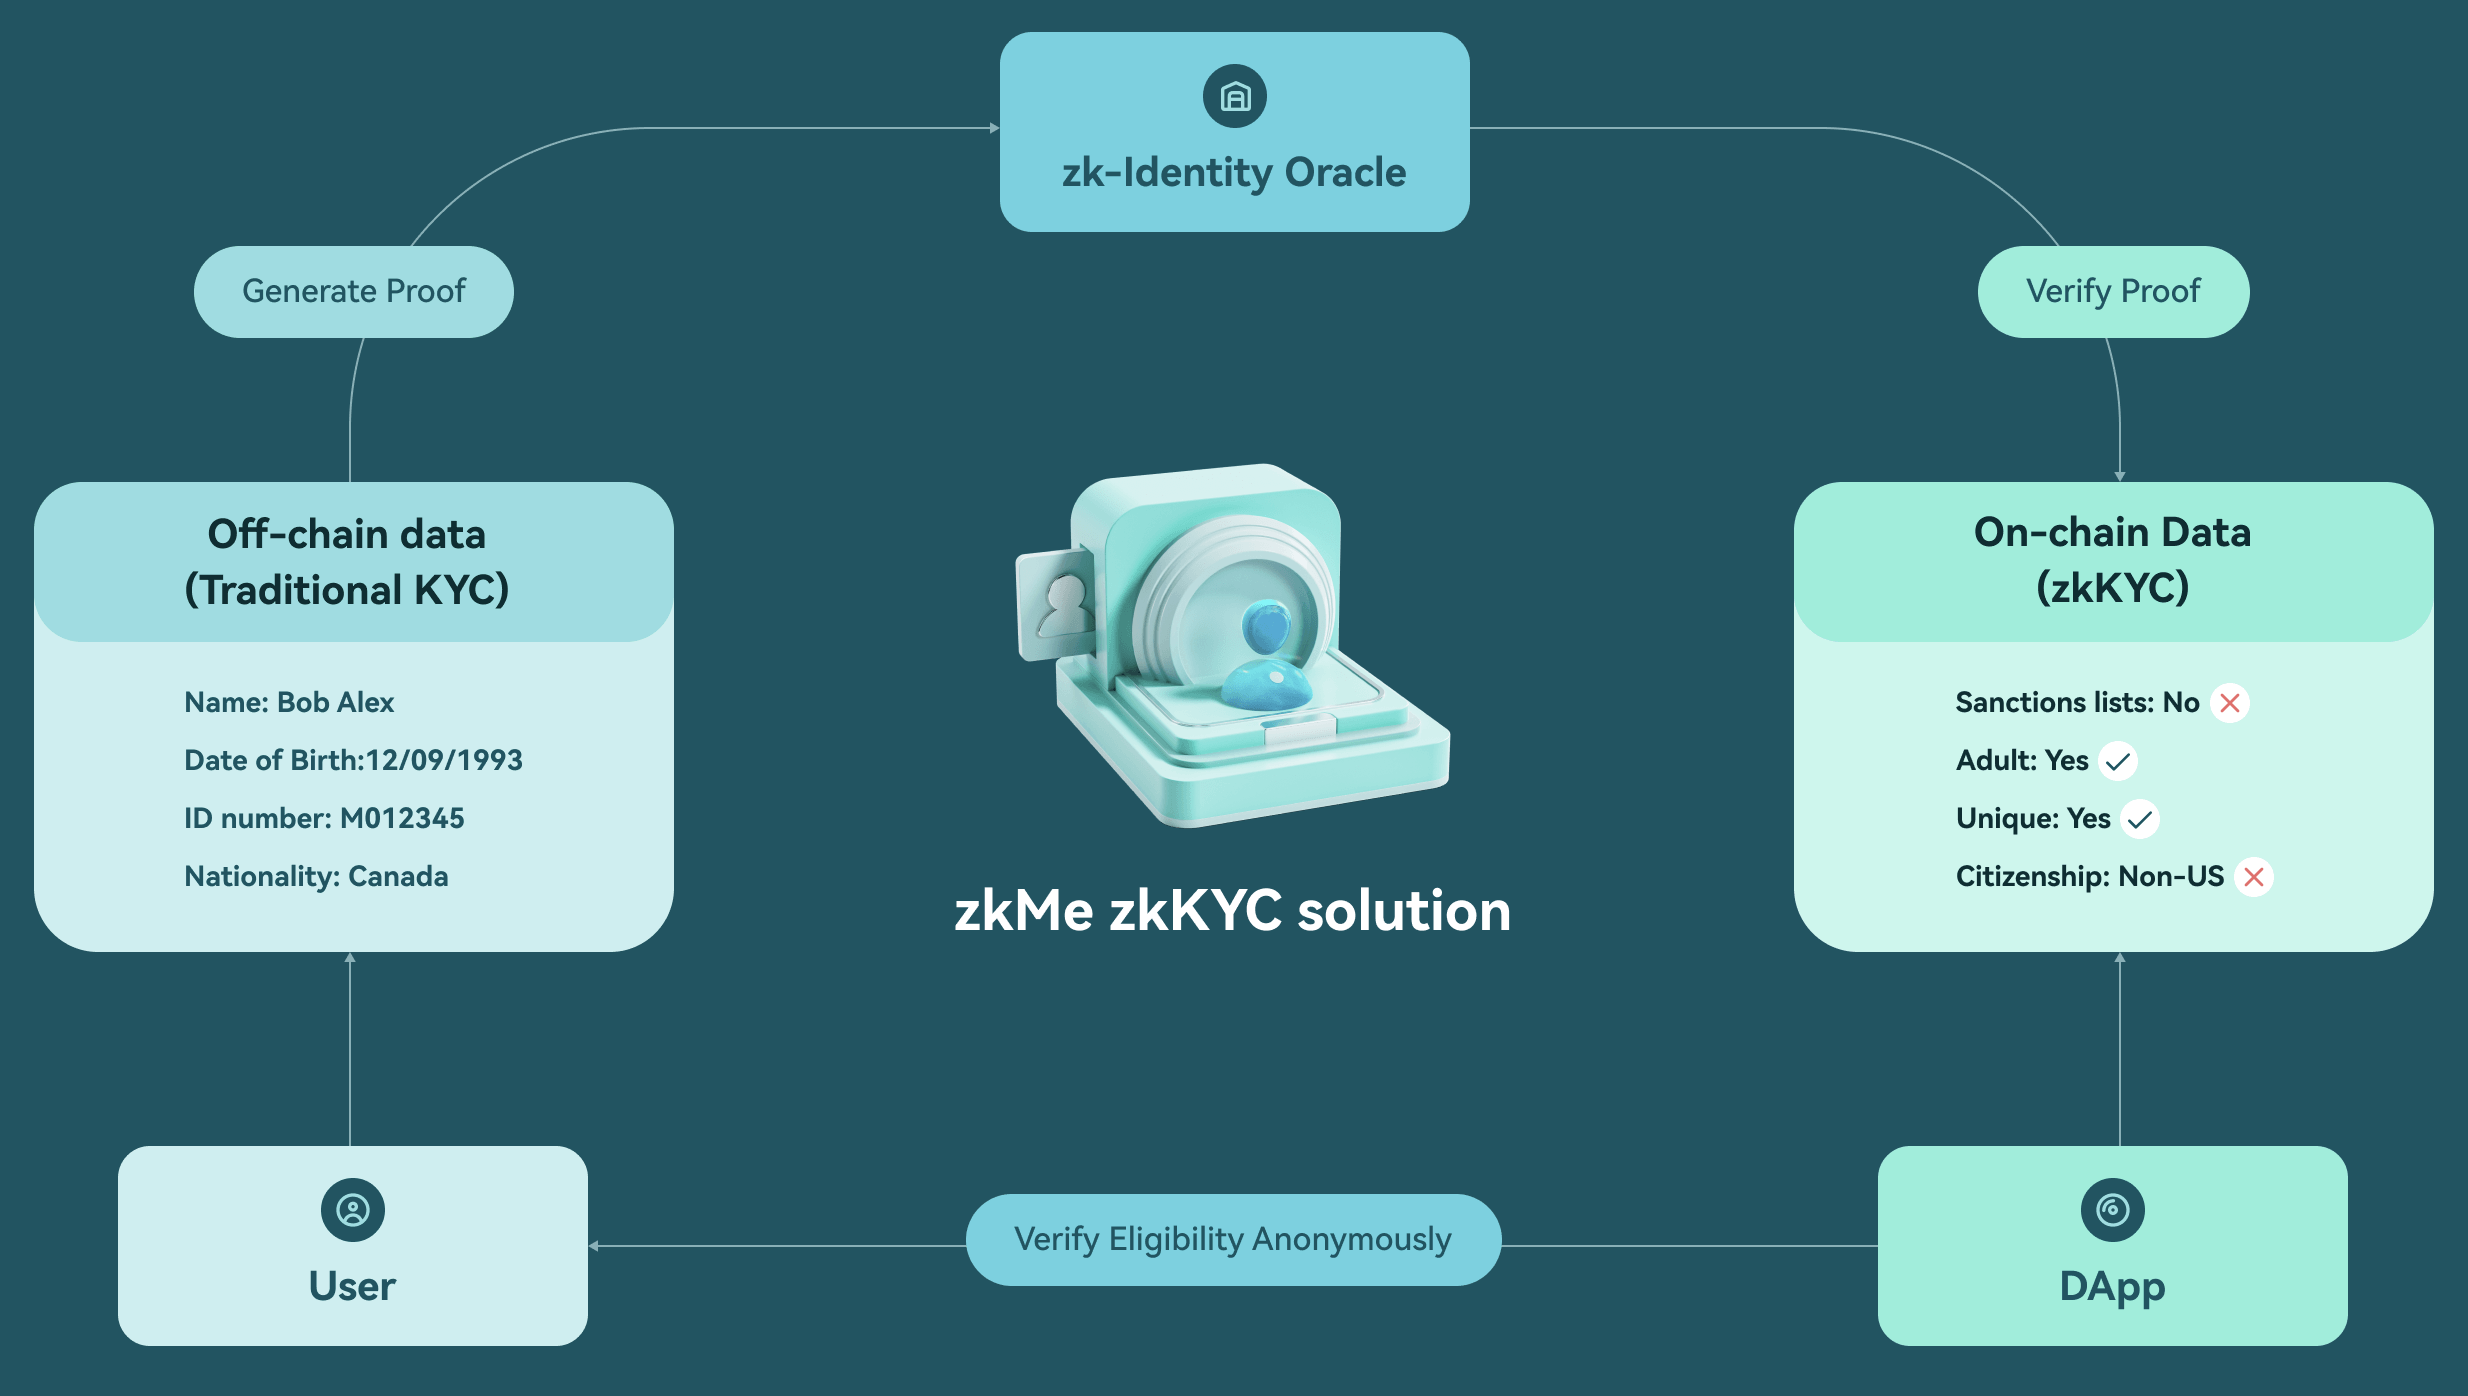 zk-Identity Oracle
Generate Proof
Verify Proof
Off-chain data
(Traditional KYC)
Name: Bob Alex
Date of Birth:12/09/1993
ID number: M012345
Nationality: Canada
On-chain Data
(zkKYC)
Sanctions lists: No
Adult: Yes
Unique: Yes
Citizenship: Non-US
zkMe zkKYC solution
User
Verify Eligibility Anonymously
DApp